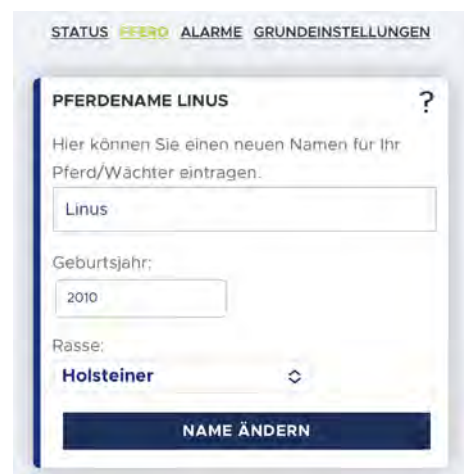 STATUS PFERD ALARME GRUNDEINSTELLUNGEN
PFERDENAME LINUS ?
Hier können Sie einen neuen Namen für Ihr
Pferd/Wächter eintragen.
Linus
Geburtsjahr:
2010
Rasse:
Holsteiner
NAME ÄNDERN